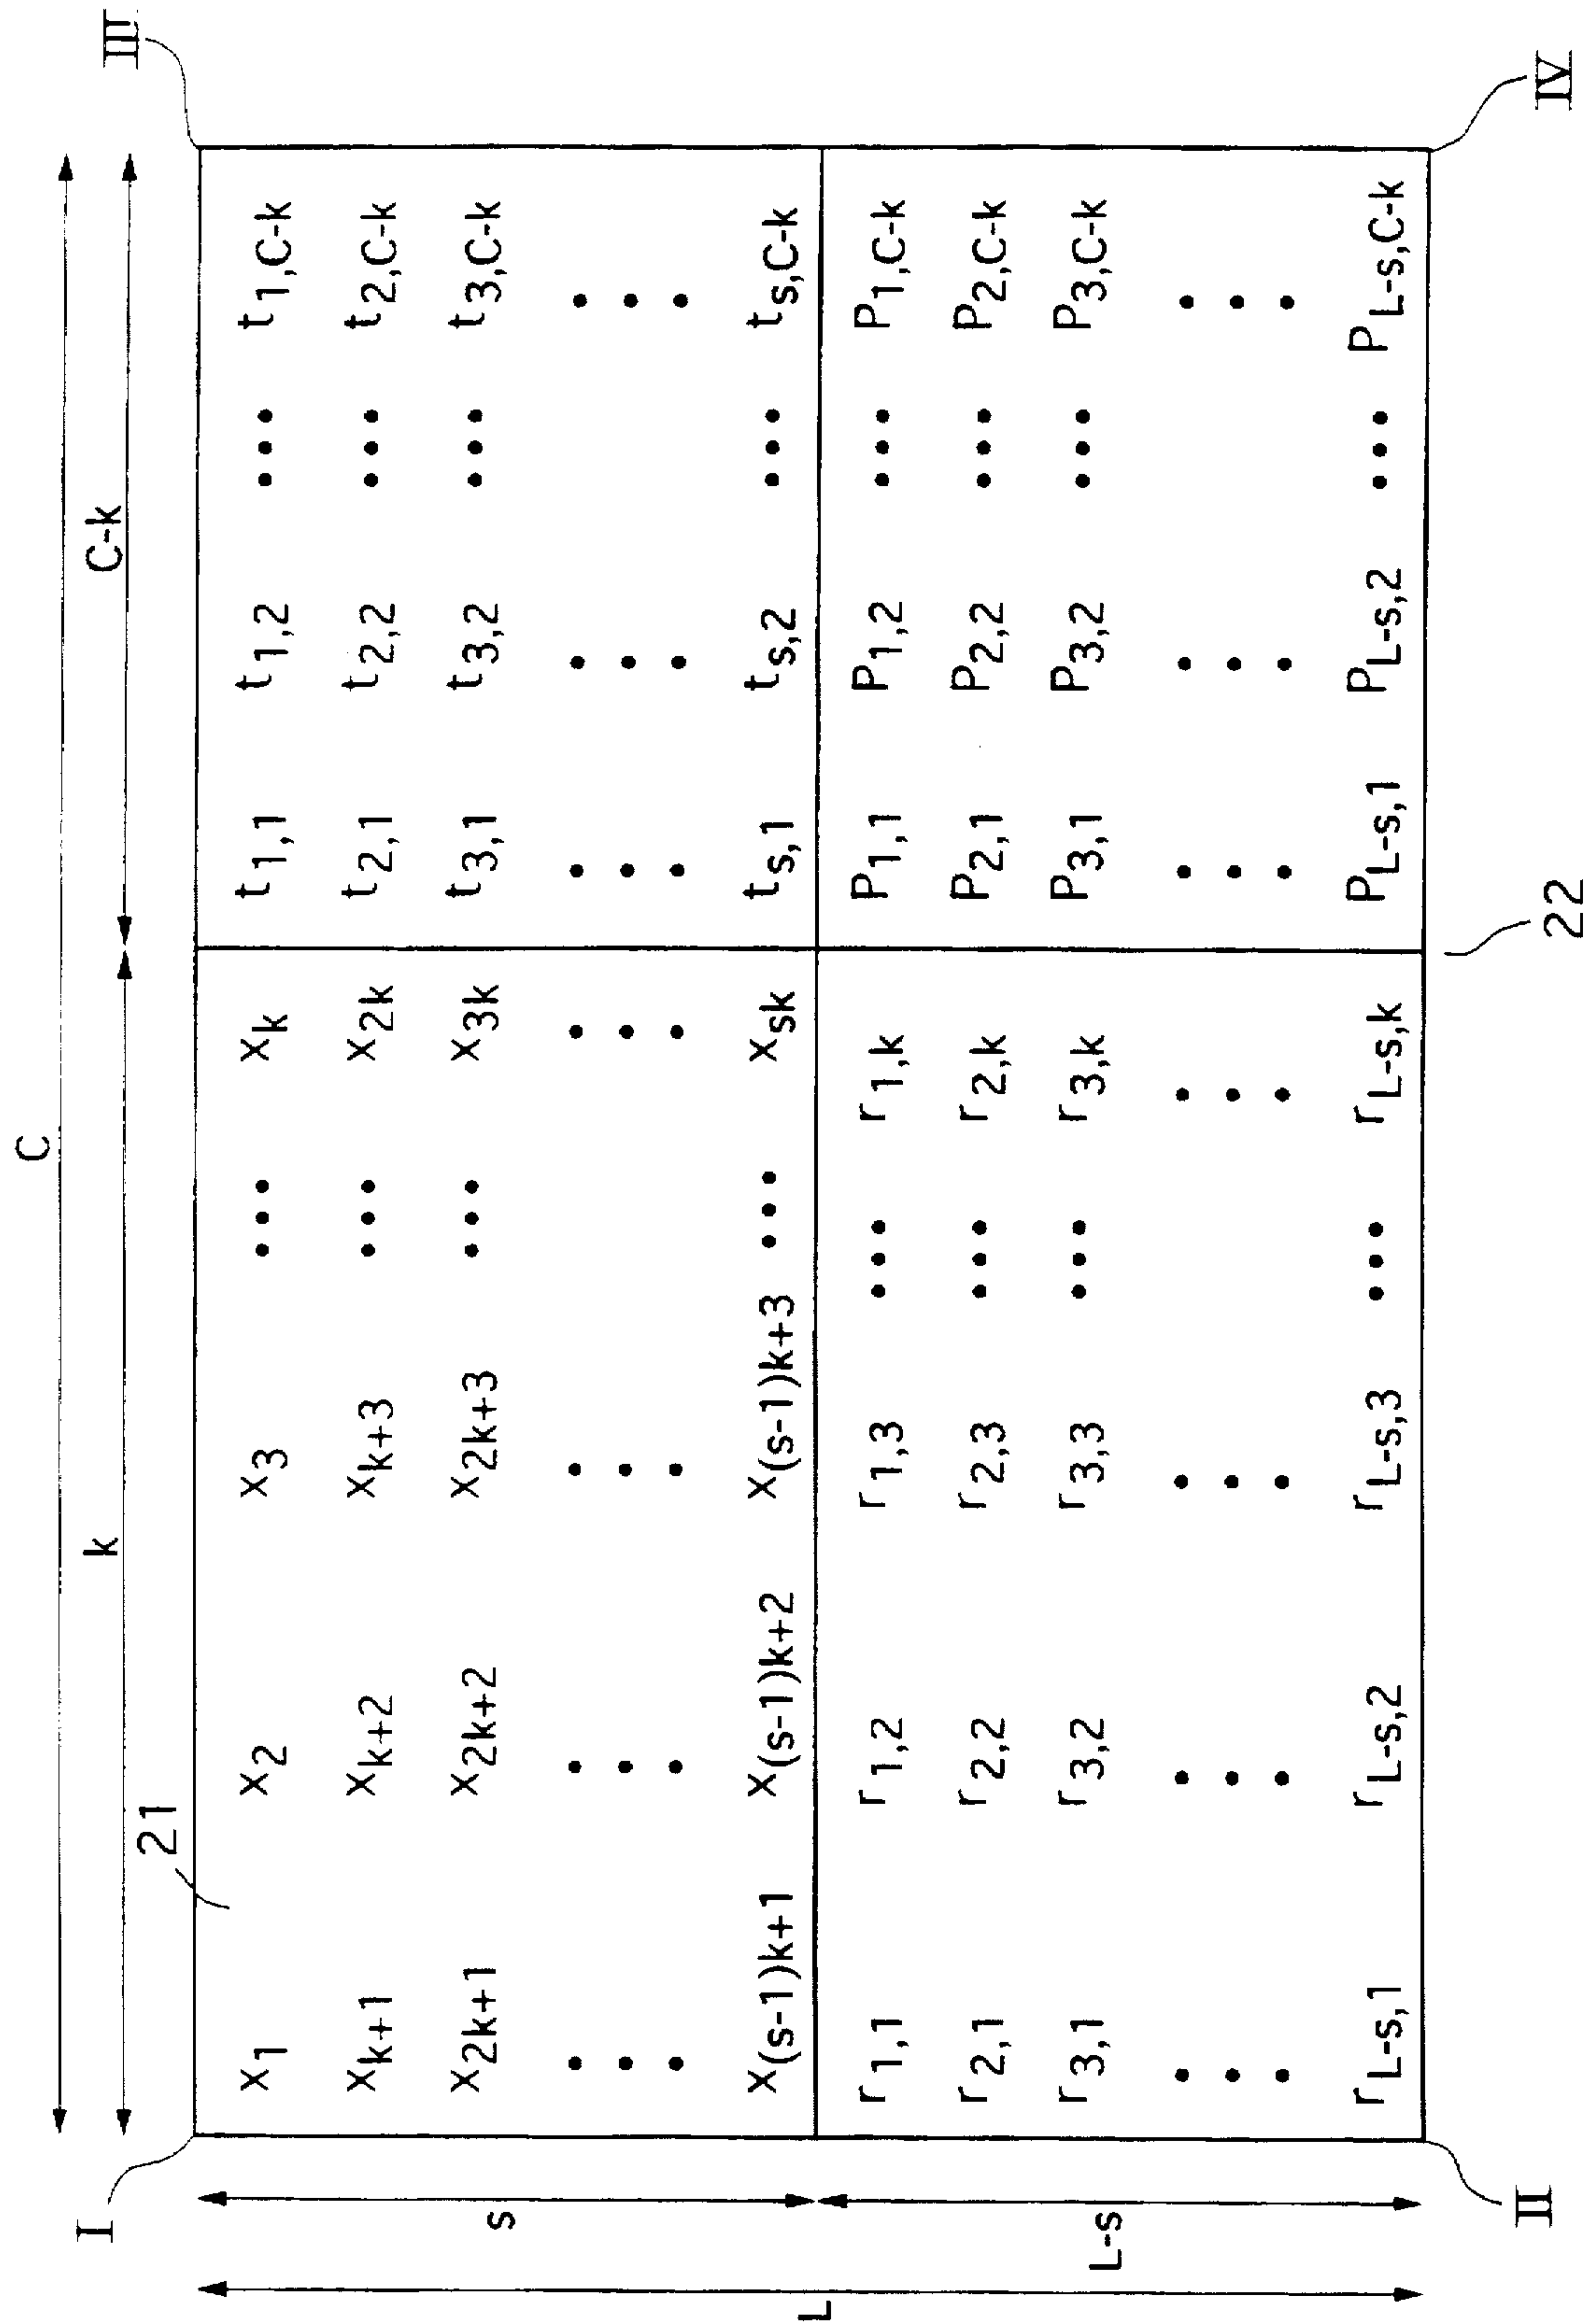 C
k C-k
I III
21
L
s
L-s
x1 x2 x3 ••• xk t1,1 t1,2 ••• t1,C-k
xk+1 xk+2 xk+3 ••• x2k t2,1 t2,2 ••• t2,C-k
x2k+1 x2k+2 x2k+3 ••• x3k t3,1 t3,2 ••• t3,C-k
x(s-1)k+1 x(s-1)k+2 x(s-1)k+3 ••• xsk ts,1 ts,2 ••• ts,C-k
r1,1 r1,2 r1,3 ••• r1,k P1,1 P1,2 ••• P1,C-k
r2,1 r2,2 r2,3 ••• r2,k P2,1 P2,2 ••• P2,C-k
r3,1 r3,2 r3,3 ••• r3,k P3,1 P3,2 ••• P3,C-k
rL-s,1 rL-s,2 rL-s,3 ••• rL-s,k PL-s,1 PL-s,2 ••• PL-s,C-k
II 22 IV